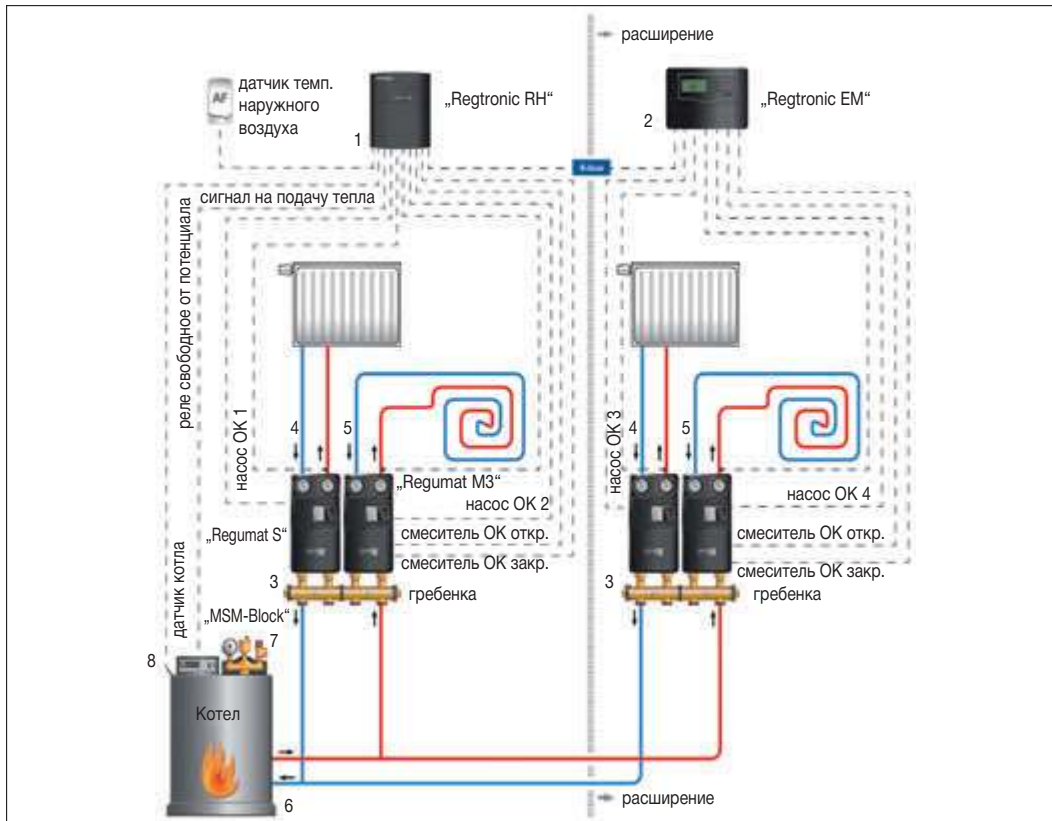 расширение
датчик темп.
наружного
воздуха
AF
1
„Regtronic RH“
2
„Regtronic EM“
сигнал на подачу тепла
реле свободное от потенциала
насос ОК 1
4
5
насос ОК 3
4
5
„Regumat M3“
насос ОК 2
насос ОК 4
„Regumat S“
смеситель ОК откр.
смеситель ОК откр.
смеситель ОК закр.
смеситель ОК закр.
3
гребенка
3
гребенка
датчик котла
„MSM-Block“
7
8
Котел
6
расширение